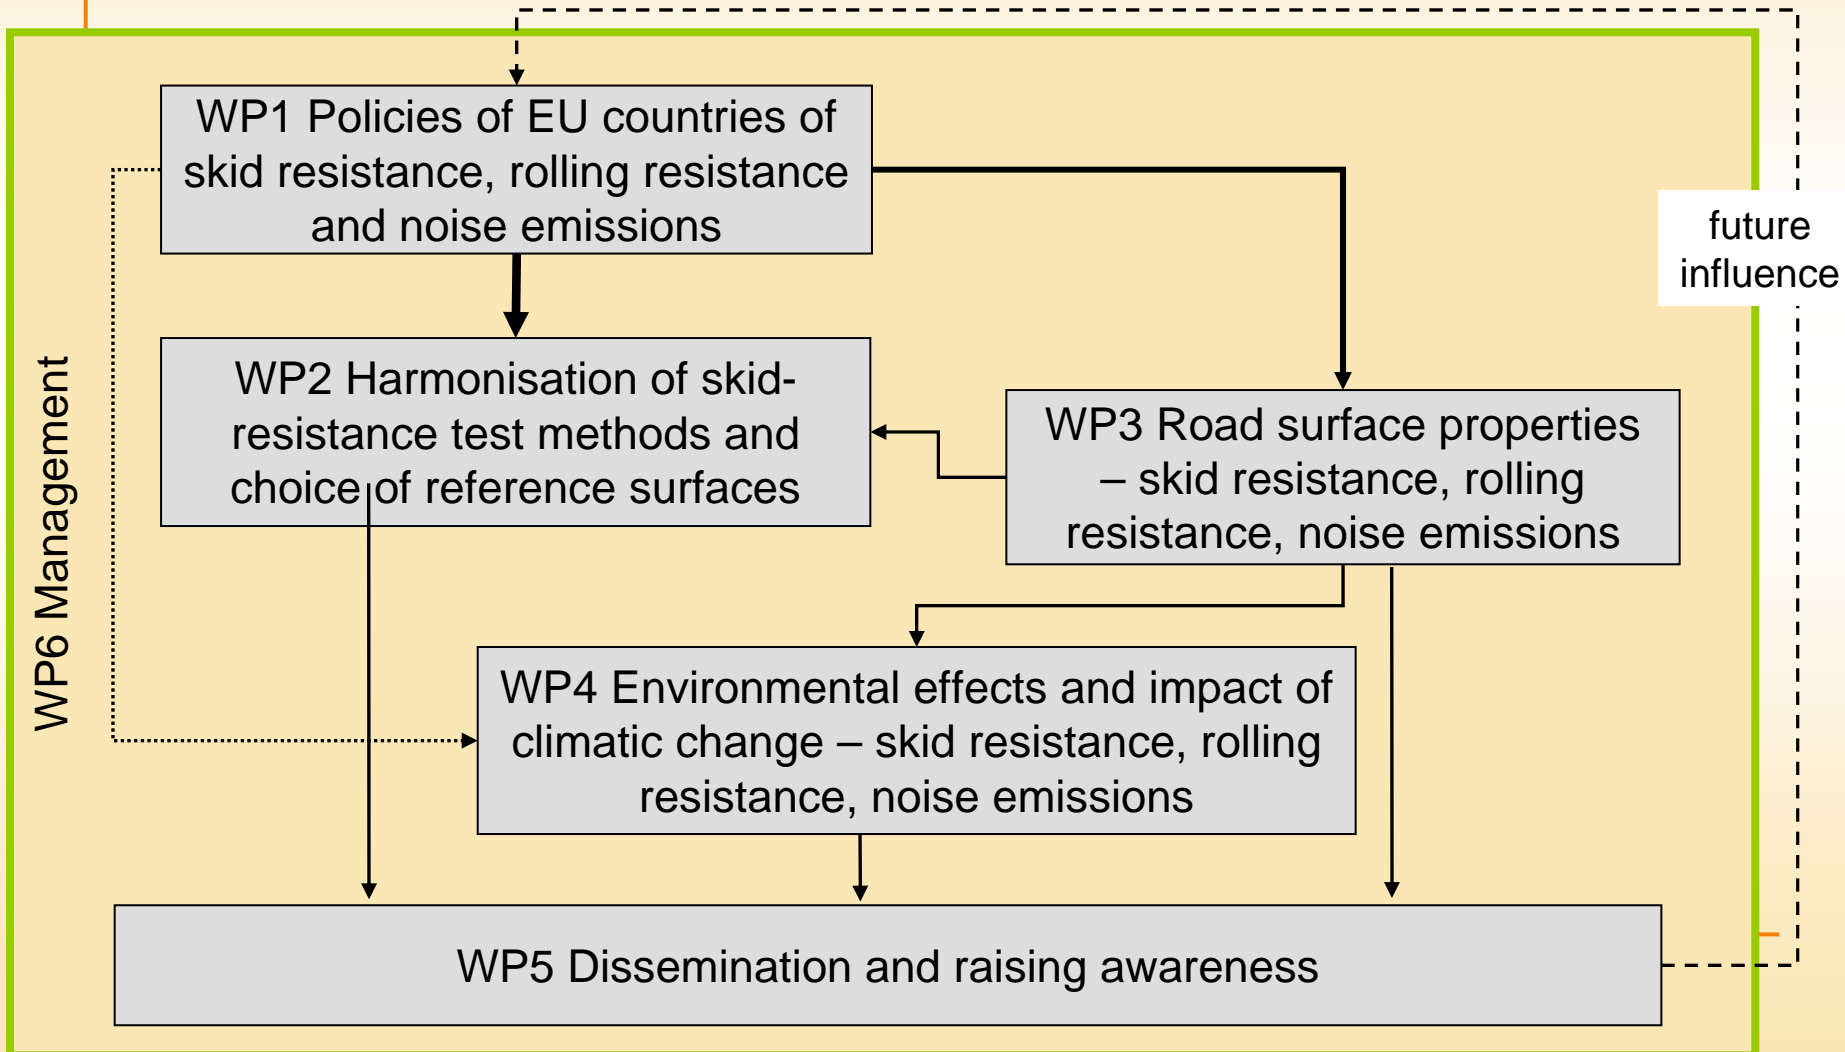 WP1 Policies of EU countries of
skid resistance, rolling resistance
and noise emissions
future
influence
WP2 Harmonisation of skid-
resistance test methods and
choice of reference surfaces
WP3 Road surface properties
– skid resistance, rolling
resistance, noise emissions
WP6 Management
WP4 Environmental effects and impact of
climatic change – skid resistance, rolling
resistance, noise emissions
WP5 Dissemination and raising awareness